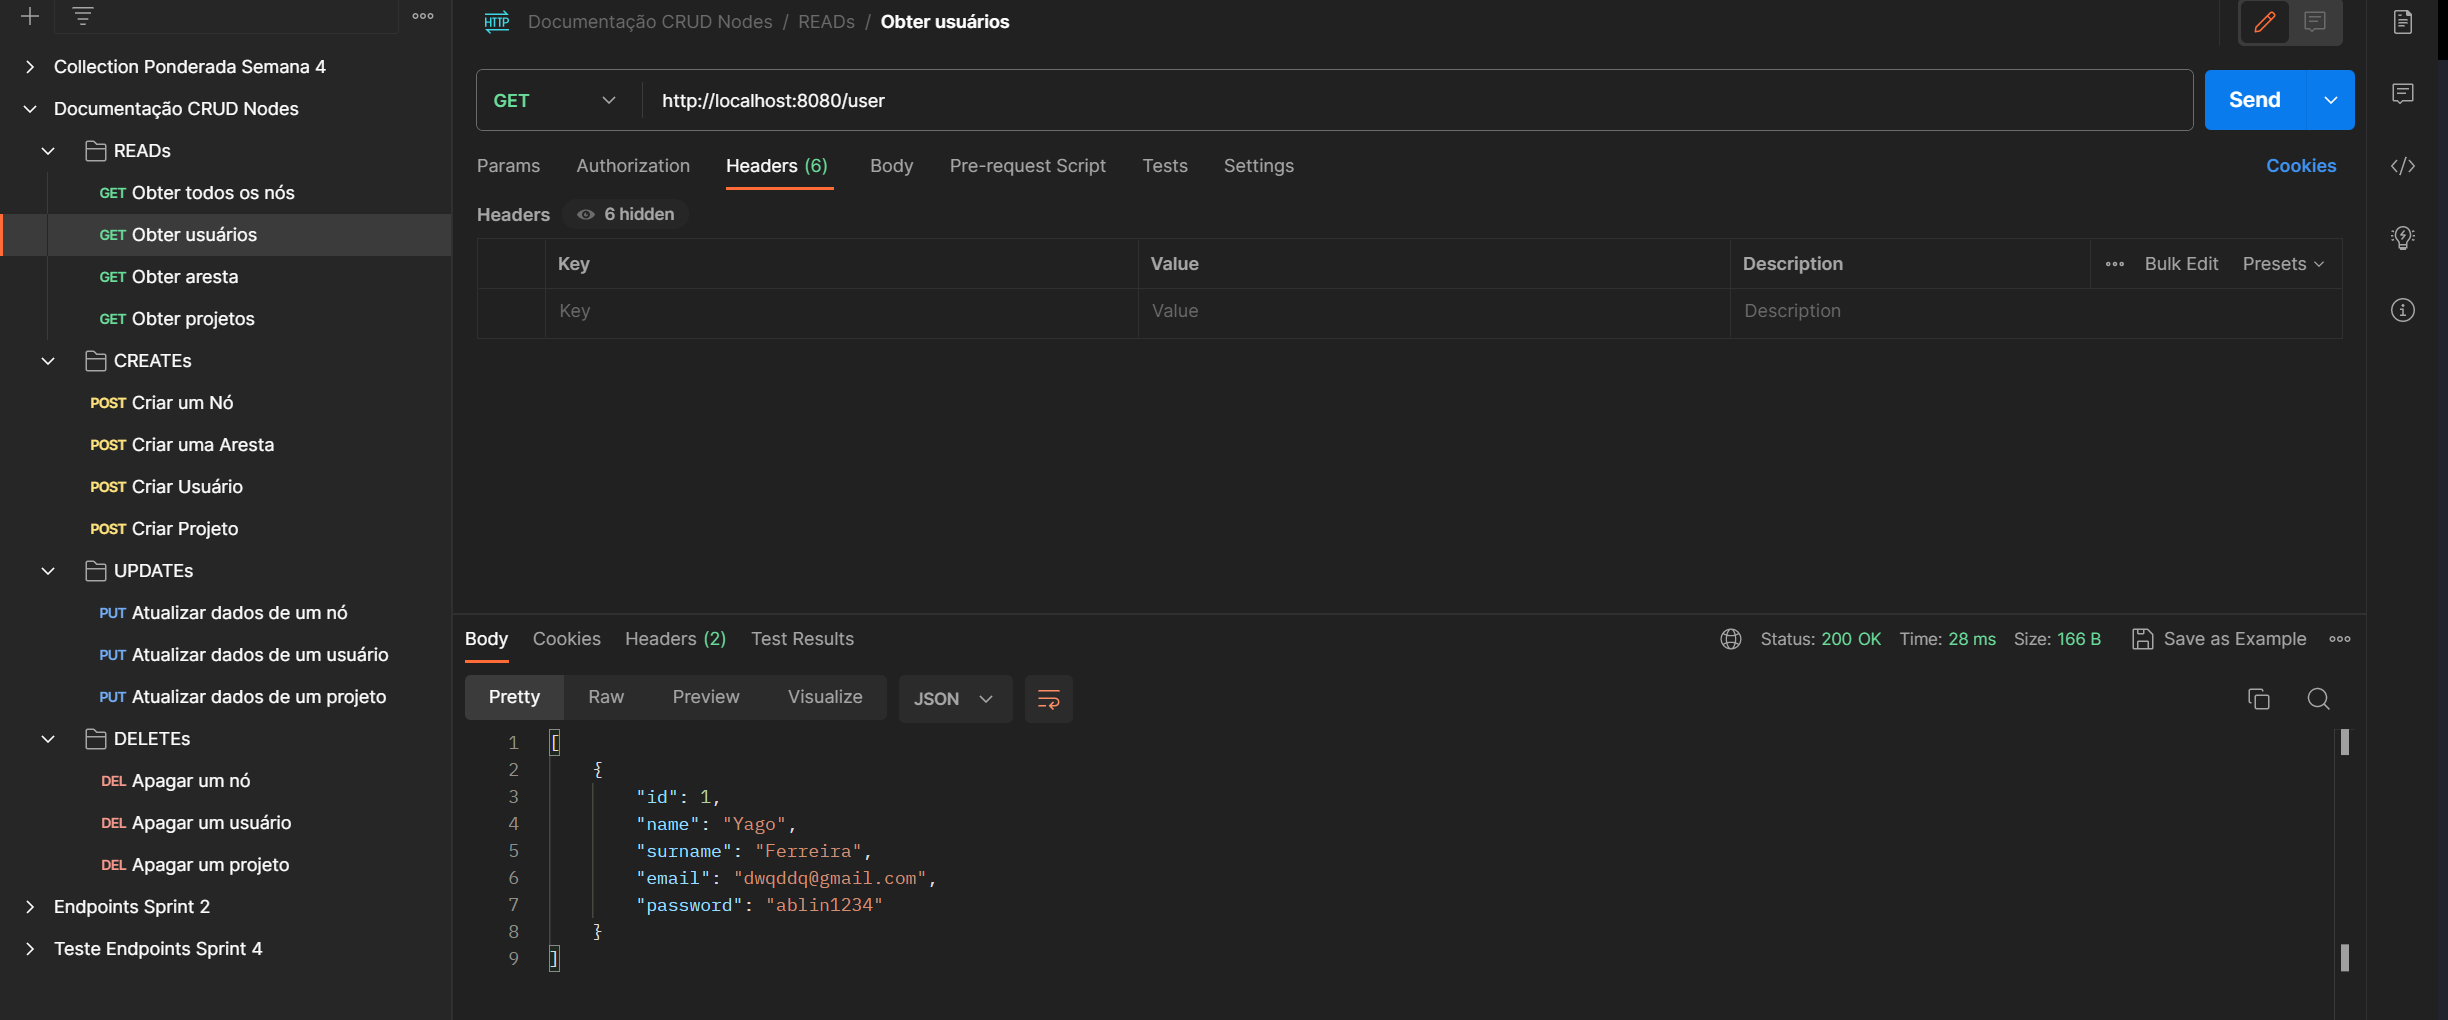 Collection Ponderada Semana 4
Documentação CRUD Nodes
READs
GET Obter todos os nós
GET Obter usuários
GET Obter aresta
GET Obter projetos
CREATEs
POST Criar um Nó
POST Criar uma Aresta
POST Criar Usuário
POST Criar Projeto
UPDATEs
PUT Atualizar dados de um nó
PUT Atualizar dados de um usuário
PUT Atualizar dados de um projeto
DELETEs
DEL Apagar um nó
DEL Apagar um usuário
DEL Apagar um projeto
Endpoints Sprint 2
Teste Endpoints Sprint 4
HTTP Documentação CRUD Nodes / READs / Obter usuários
GET http://localhost:8080/user Send
Params Authorization Headers (6) Body Pre-request Script Tests Settings Cookies
Headers 6 hidden
Key Value Description Bulk Edit Presets
Key Value Description
Body Cookies Headers (2) Test Results Status: 200 OK Time: 28 ms Size: 166 B Save as Example
Pretty Raw Preview Visualize JSON
1 [
2 {
3 "id": 1,
4 "name": "Yago",
5 "surname": "Ferreira",
6 "email": "dwqddq@gmail.com",
7 "password": "ablin1234"
8 }
9 ]